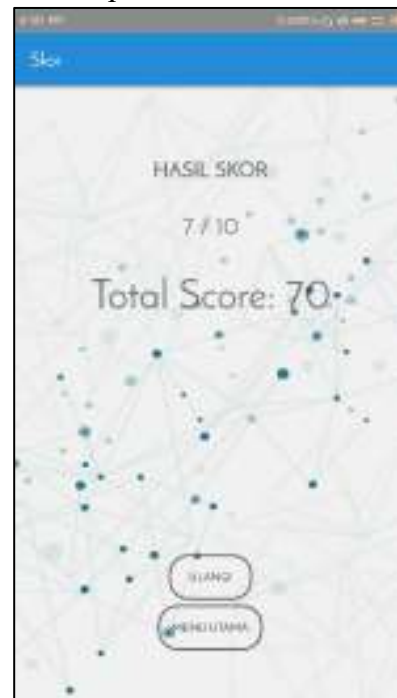 Skor
HASIL SKOR
7 / 10
Total Score: 70
ULANGI
MENU UTAMA